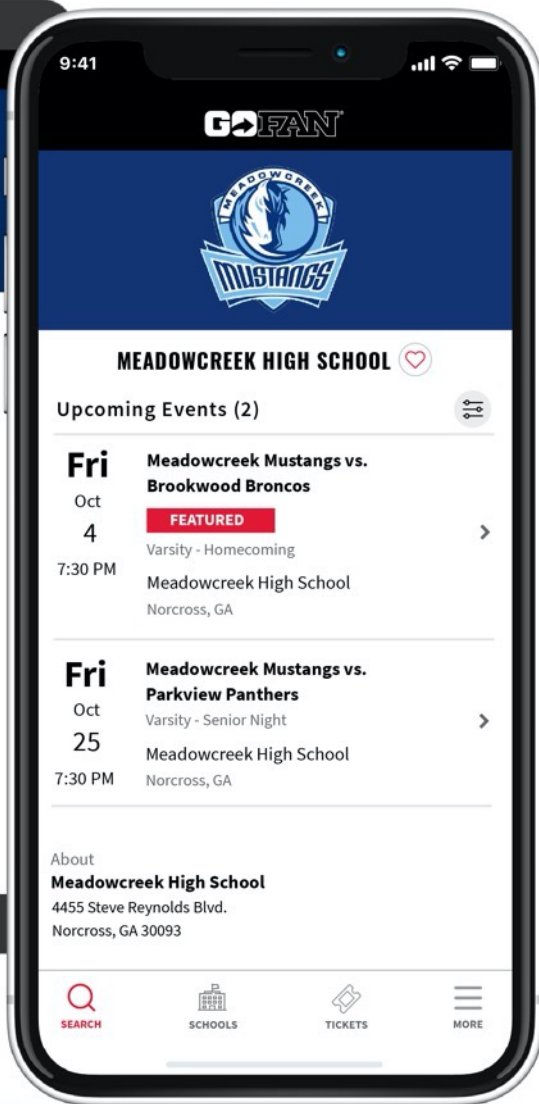 9:41
GOFAN
MEADOWCREEK
MUSTANGS
MEADOWCREEK HIGH SCHOOL
Upcoming Events (2)
Fri
Oct
4
7:30 PM
Meadowcreek Mustangs vs.
Brookwood Broncos
FEATURED
Varsity - Homecoming
Meadowcreek High School
Norcross, GA
Fri
Oct
25
7:30 PM
Meadowcreek Mustangs vs.
Parkview Panthers
Varsity - Senior Night
Meadowcreek High School
Norcross, GA
About
Meadowcreek High School
4455 Steve Reynolds Blvd.
Norcross, GA 30093
SEARCH
SCHOOLS
TICKETS
MORE